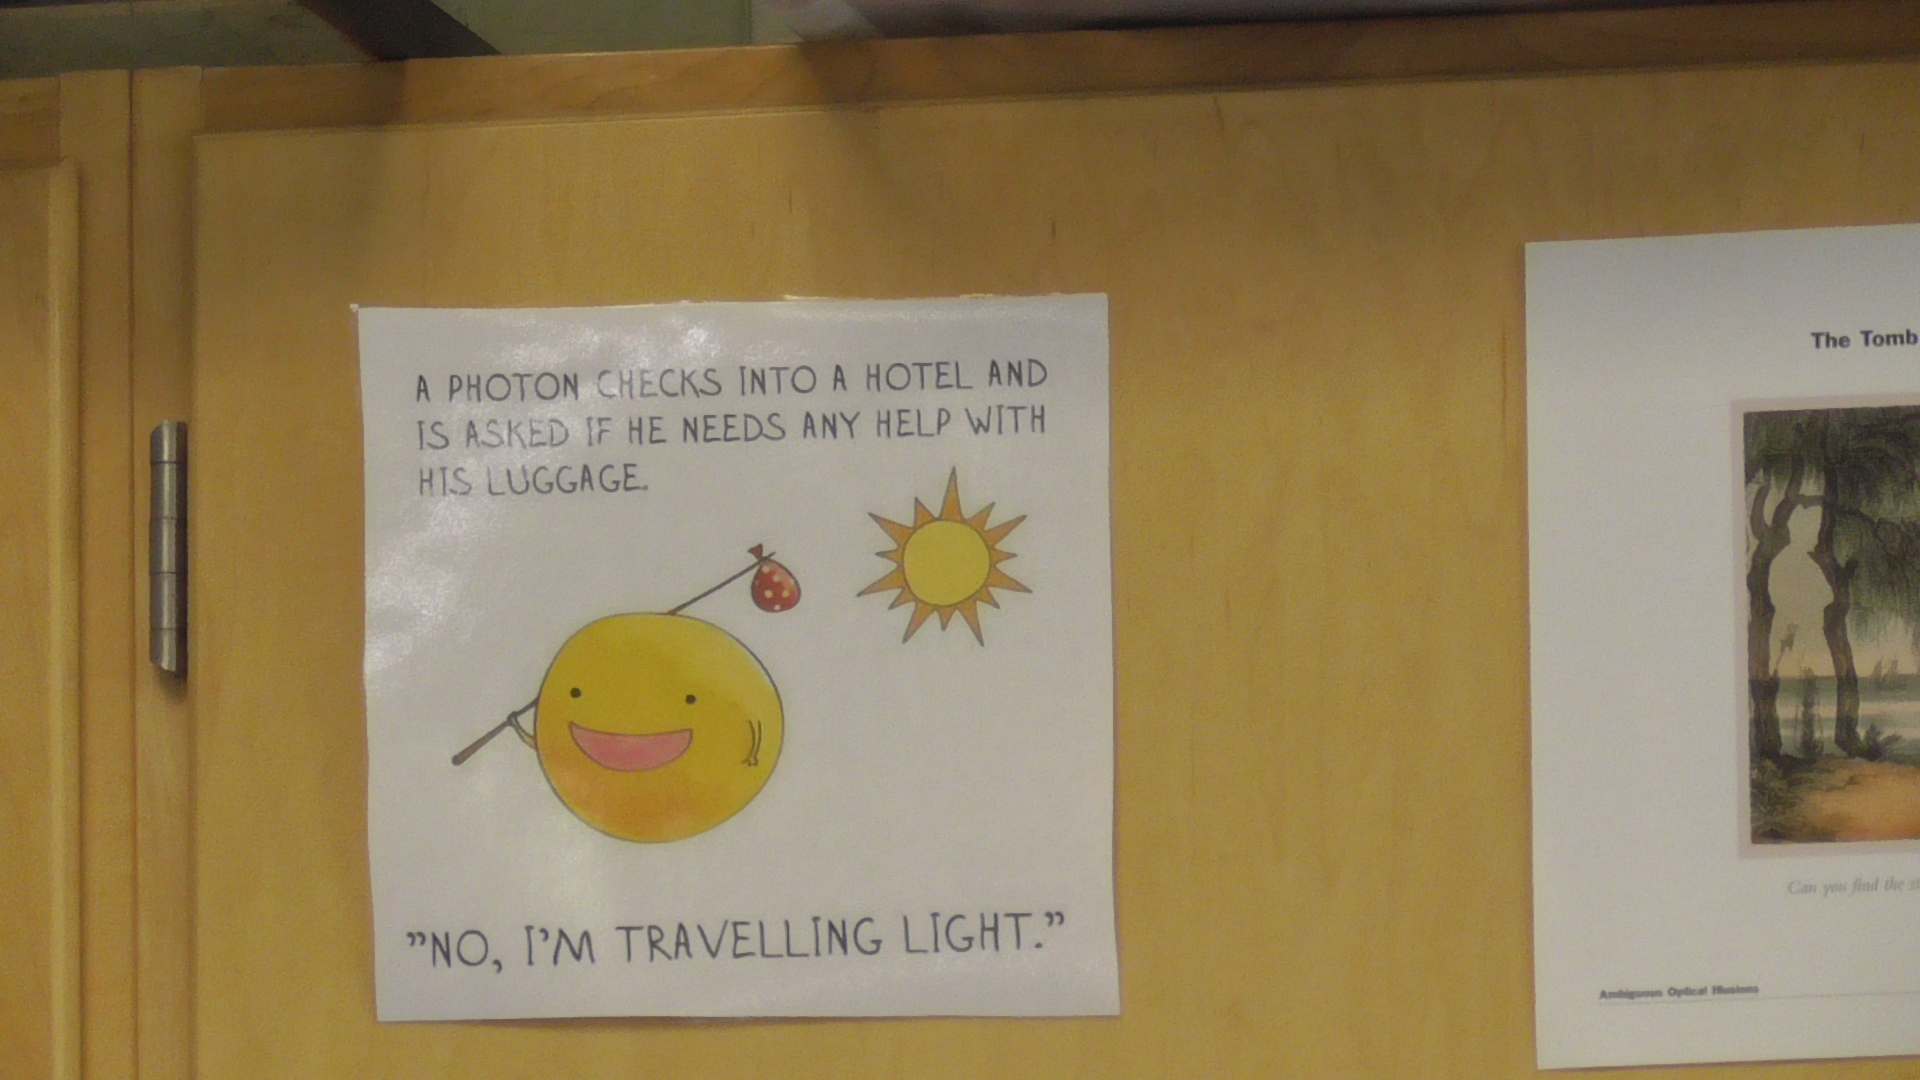 A PHOTON CHECKS INTO A HOTEL AND
IS ASKED IF HE NEEDS ANY HELP WITH
HIS LUGGAGE.
"NO, I'M TRAVELLING LIGHT."
The Tomb
Can you find the
Ambiguous Optical Illusions